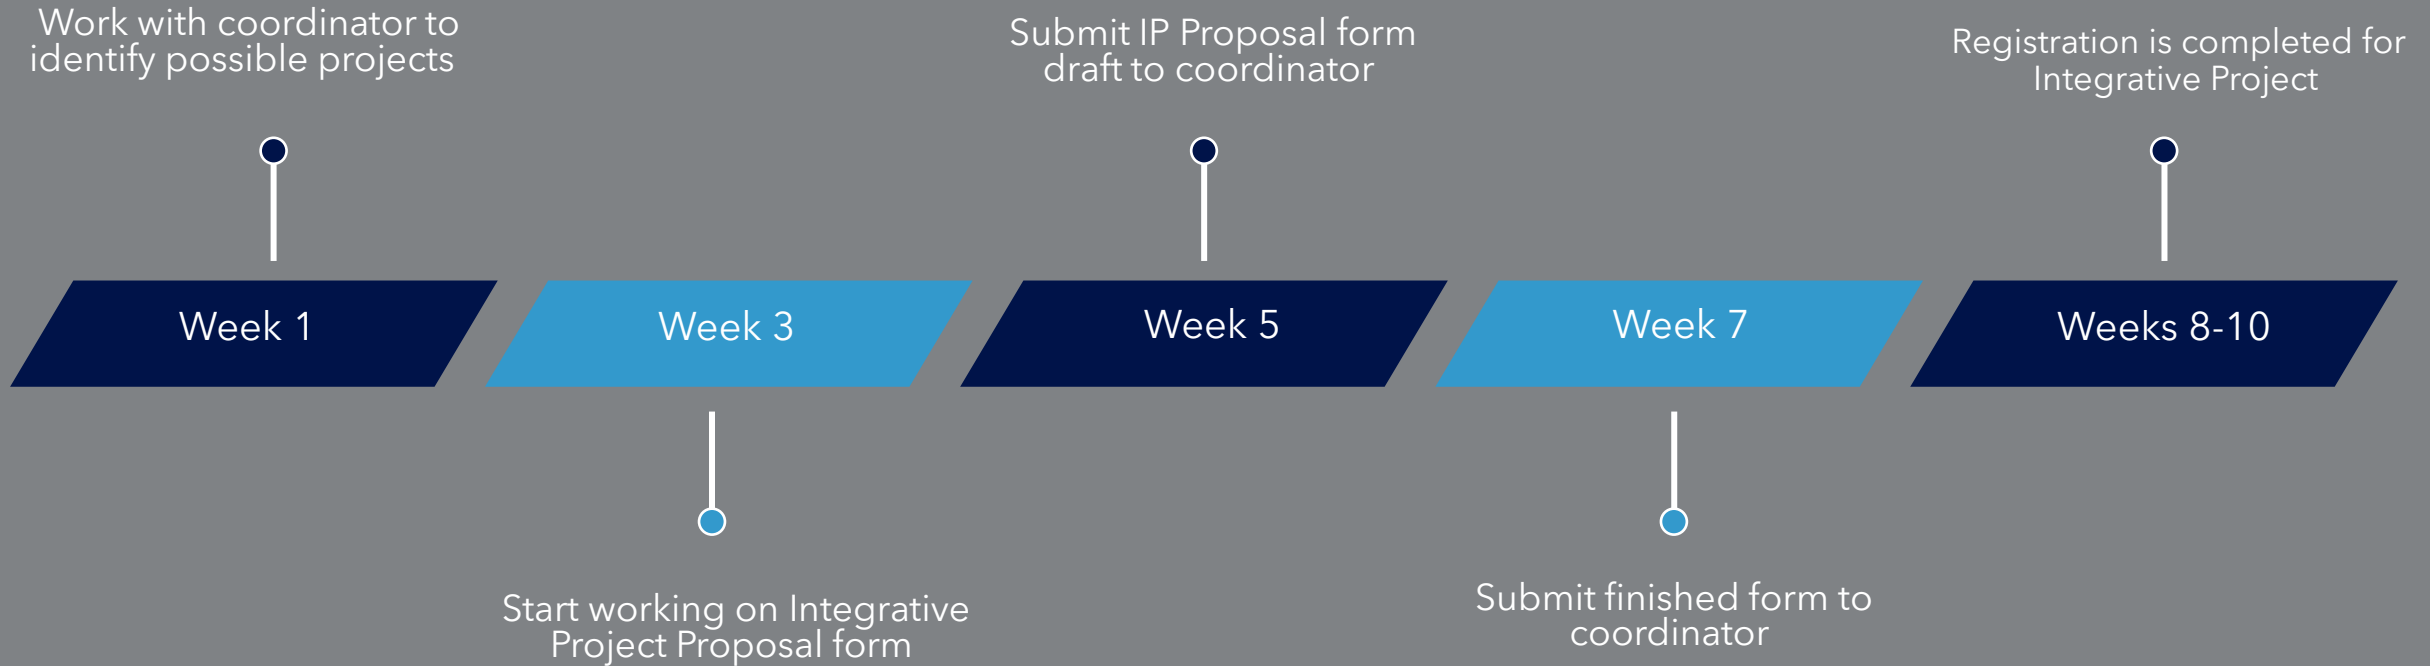 Work with coordinator to
identify possible projects
Submit IP Proposal form
draft to coordinator
Registration is completed for
Integrative Project
Week 1
Week 3
Week 5
Week 7
Weeks 8-10
Start working on Integrative
Project Proposal form
Submit finished form to
coordinator